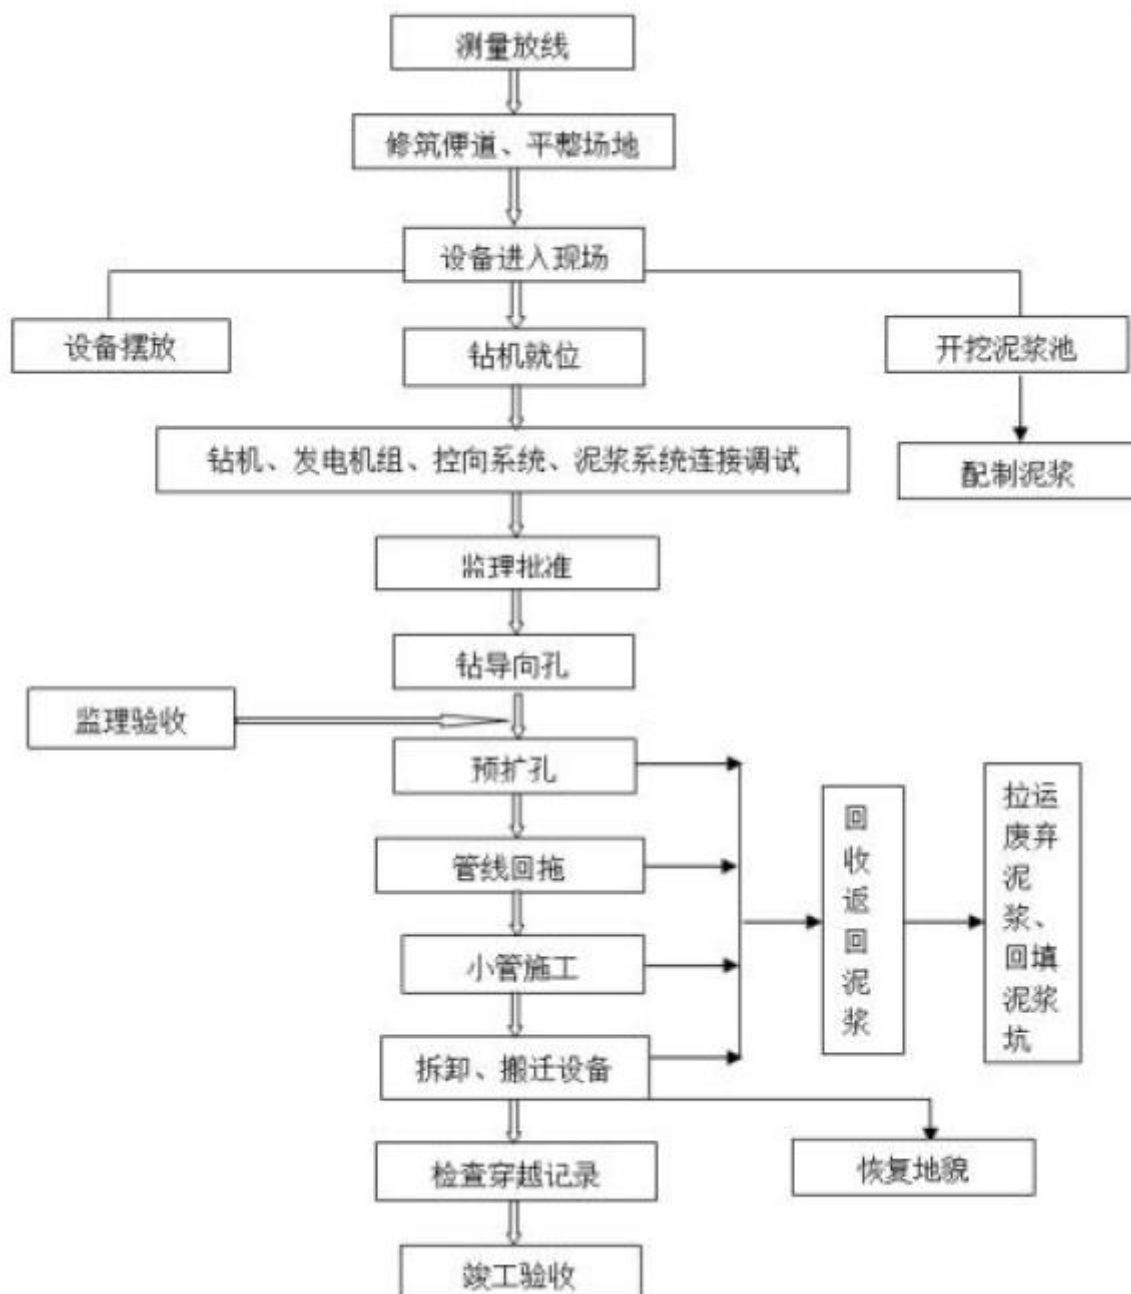 测量放线
修筑便道、平整场地
设备进入现场
设备摆放
钻机就位
开挖泥浆池
钻机、发电机组、控向系统、泥浆系统连接调试
配制泥浆
监理批准
钻导向孔
监理验收
预扩孔
管线回拖
小管施工
拆卸、搬迁设备
回
收
返
回
泥
浆
拉运
废弃
泥
浆、
回填
泥浆
坑
检查穿越记录
恢复地貌
竣工验收